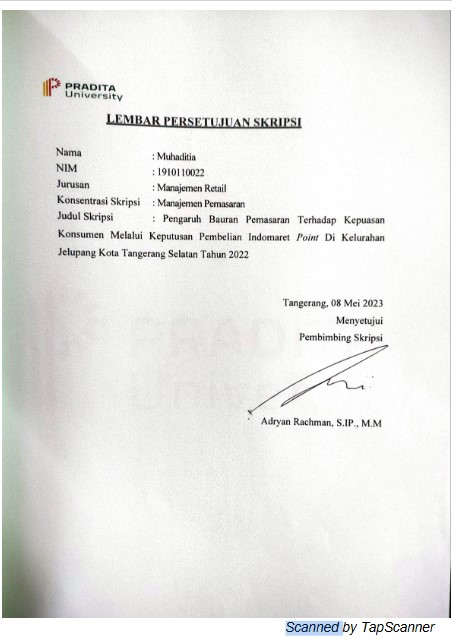 PRADITA
University
LEMBAR PERSETUJUAN SKRIPSI
Nama : Muhaditia
NIM : 1910110022
Jurusan : Manajemen Retail
Konsentrasi Skripsi : Manajemen Pemasaran
Judul Skripsi : Pengaruh Bauran Pemasaran Terhadap Kepuasan
Konsumen Melalui Keputusan Pembelian Indomaret Point Di Kelurahan
Jelupang Kota Tangerang Selatan Tahun 2022
Tangerang, 08 Mei 2023
Menyetujui
Pembimbing Skripsi
Adryan Rachman, S.IP., M.M
Scanned by TapScanner